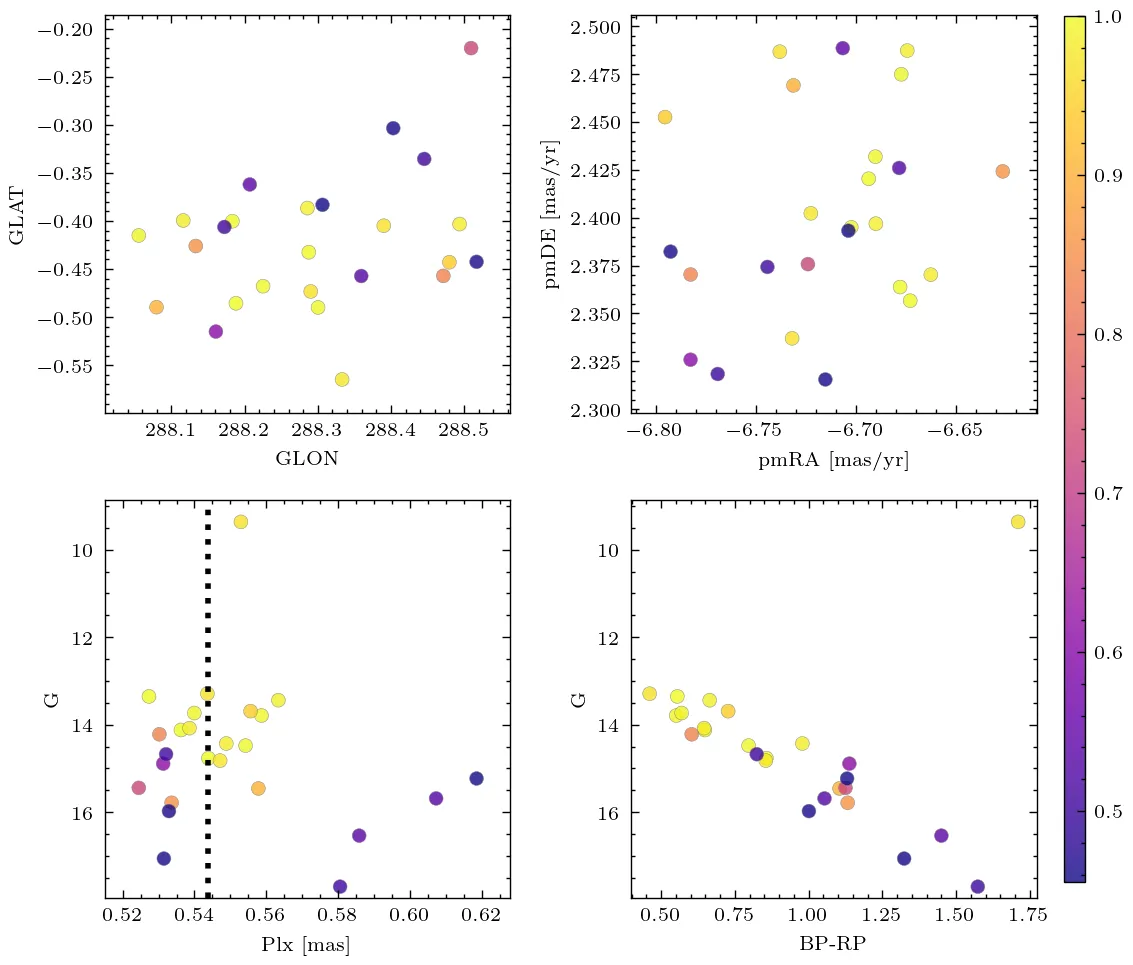 −0.20
−0.25
−0.30
−0.35
−0.40
−0.45
−0.50
−0.55
GLAT
288.1 288.2 288.3 288.4 288.5
GLON
2.500
2.475
2.450
2.425
2.400
2.375
2.350
2.325
2.300
pmDE [mas/yr]
−6.80 −6.75 −6.70 −6.65
pmRA [mas/yr]
10
12
14
16
G
0.52 0.54 0.56 0.58 0.60 0.62
Plx [mas]
10
12
14
16
G
0.50 0.75 1.00 1.25 1.50 1.75
BP-RP
1.0
0.9
0.8
0.7
0.6
0.5